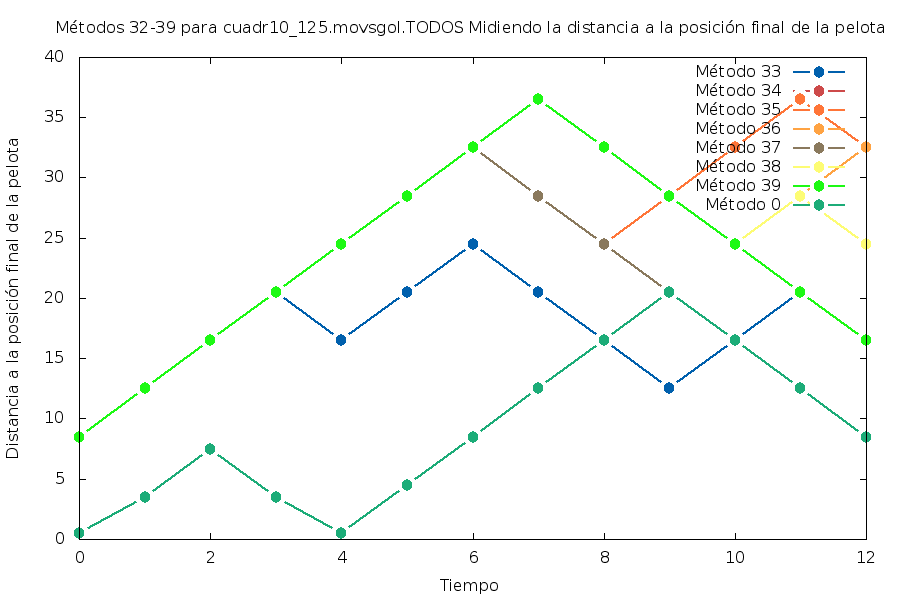 Métodos 32-39 para cuadr10_125.movsgol.TODOS Midiendo la distancia a la posición final de la pelota
Distancia a la posición final de la pelota
40
35
30
25
20
15
10
5
0
Método 33
Método 34
Método 35
Método 36
Método 37
Método 38
Método 39
Método 0
0 2 4 6 8 10 12
Tiempo